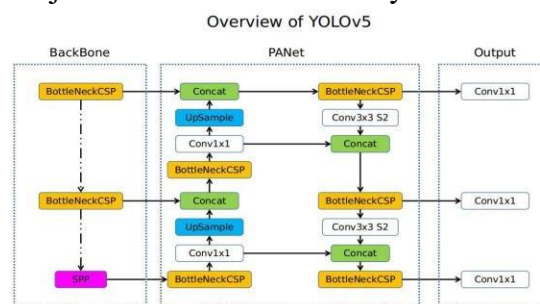 Overview of YOLOv5
BackBone PANet Output
BottleNeckCSP Concat BottleNeckCSP Conv1x1
UpSample Conv3x3 S2
Conv1x1 Concat
BottleNeckCSP
BottleNeckCSP Concat BottleNeckCSP Conv1x1
UpSample Conv3x3 S2
Conv1x1 Concat
SPP BottleNeckCSP BottleNeckCSP Conv1x1